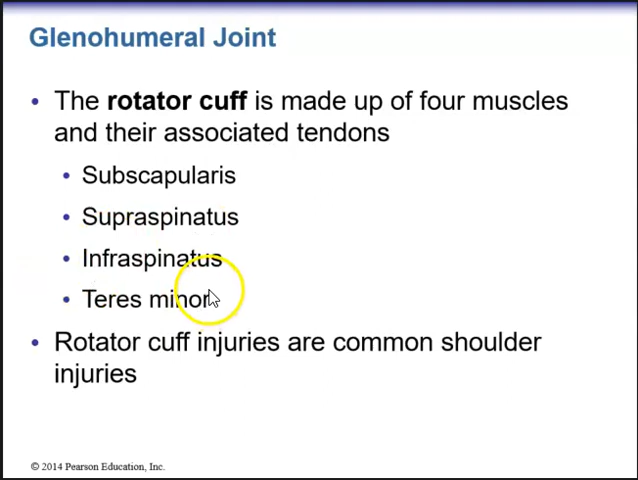 Glenohumeral Joint
• The rotator cuff is made up of four muscles
and their associated tendons
• Subscapularis
• Supraspinatus
• Infraspinatus
• Teres minor
• Rotator cuff injuries are common shoulder
injuries
© 2014 Pearson Education, Inc.